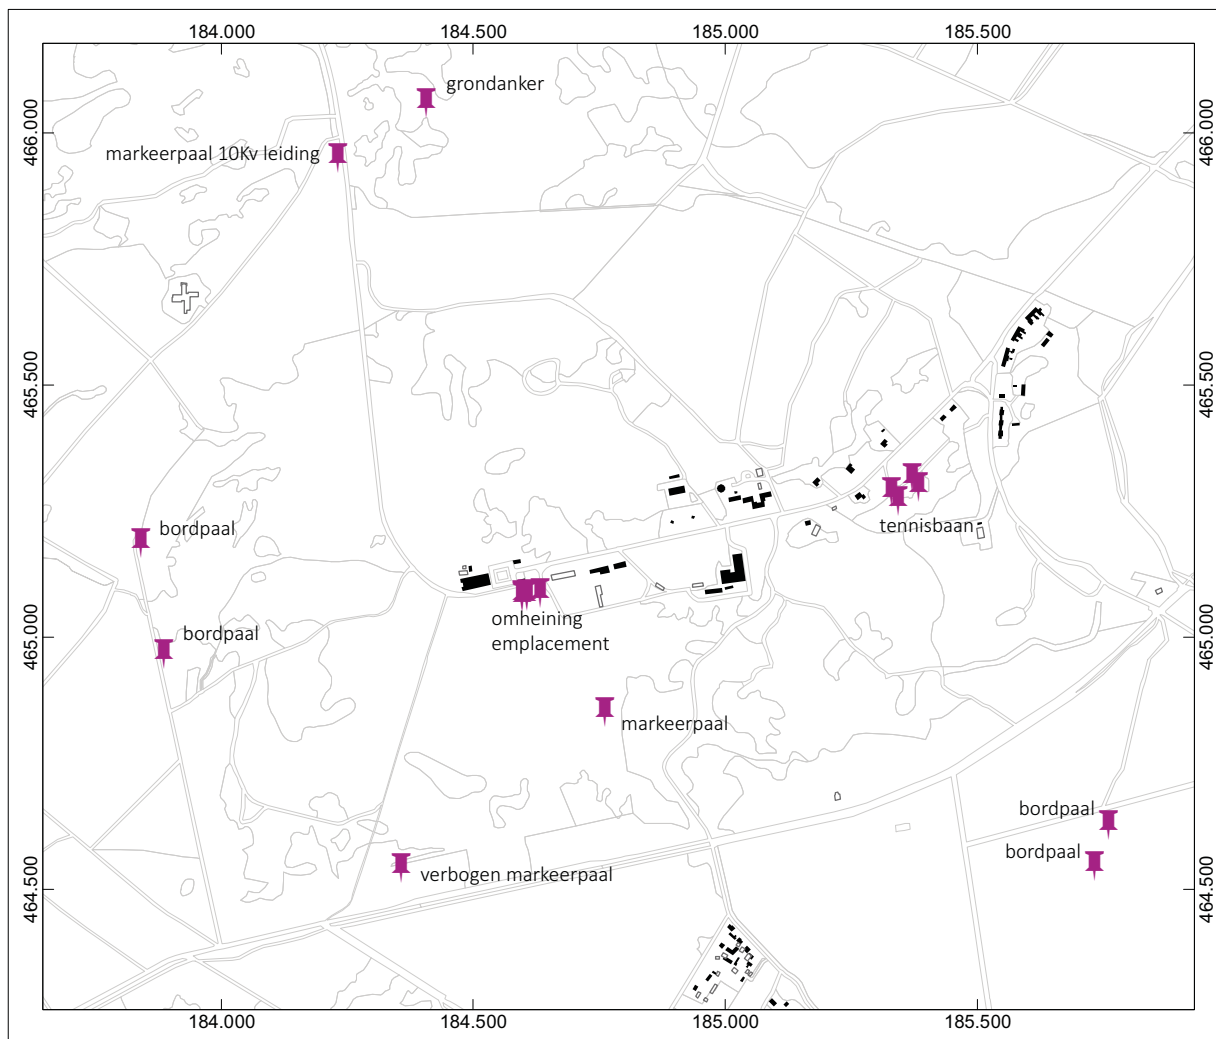 184.000 184.500 185.000 185.500
grondanker
466.000 466.000
markeerpaal 10Kv leiding
465.500 465.500
bordpaal
tennisbaan
omheining
emplacement
bordpaal
465.000 465.000
markeerpaal
bordpaal
bordpaal
verbogen markeerpaal
464.500 464.500
184.000 184.500 185.000 185.500